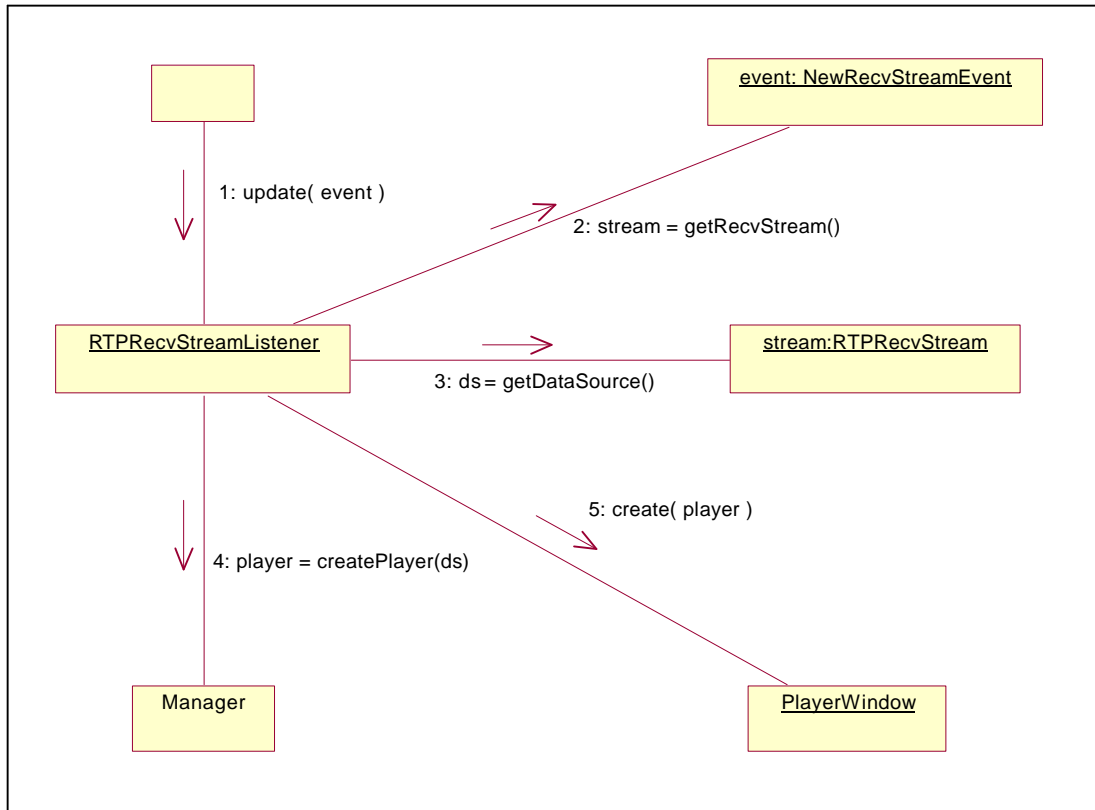 event: NewRecvStreamEvent
1: update( event )
2: stream = getRecvStream()
RTPRecvStreamListener
stream:RTPRecvStream
3: ds = getDataSource()
5: create( player )
4: player = createPlayer(ds)
Manager
PlayerWindow